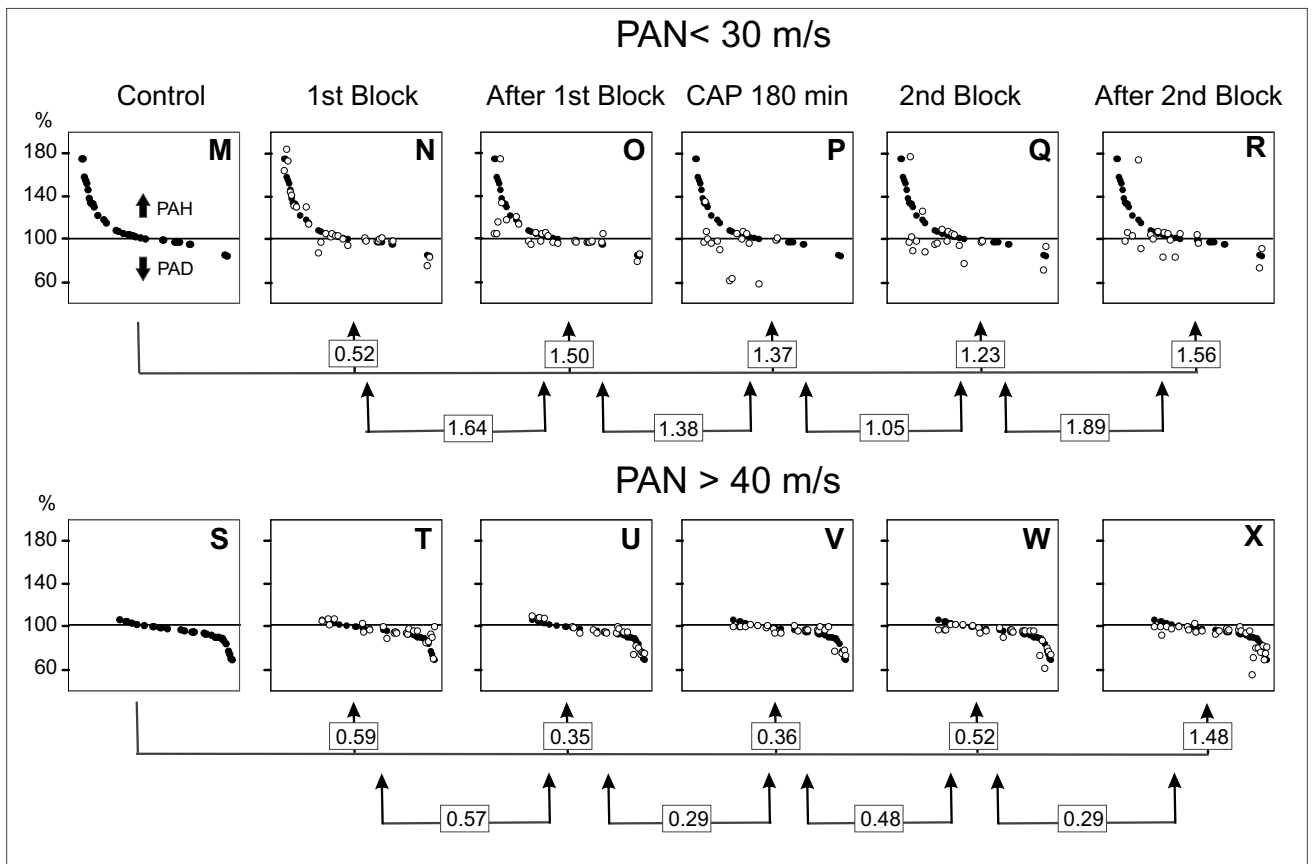 PAN< 30 m/s
Control 1st Block After 1st Block CAP 180 min 2nd Block After 2nd Block
%
M N O P Q R
180
140
PAH
100
PAD
60
0.52 1.50 1.37 1.23 1.56
1.64 1.38 1.05 1.89
PAN > 40 m/s
%
S T U V W X
180
140
100
60
0.59 0.35 0.36 0.52 1.48
0.57 0.29 0.48 0.29